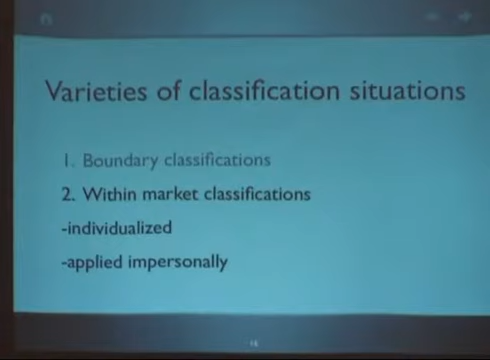 Varieties of classification situations
1. Boundary classifications
2. Within market classifications
-individualized
-applied impersonally